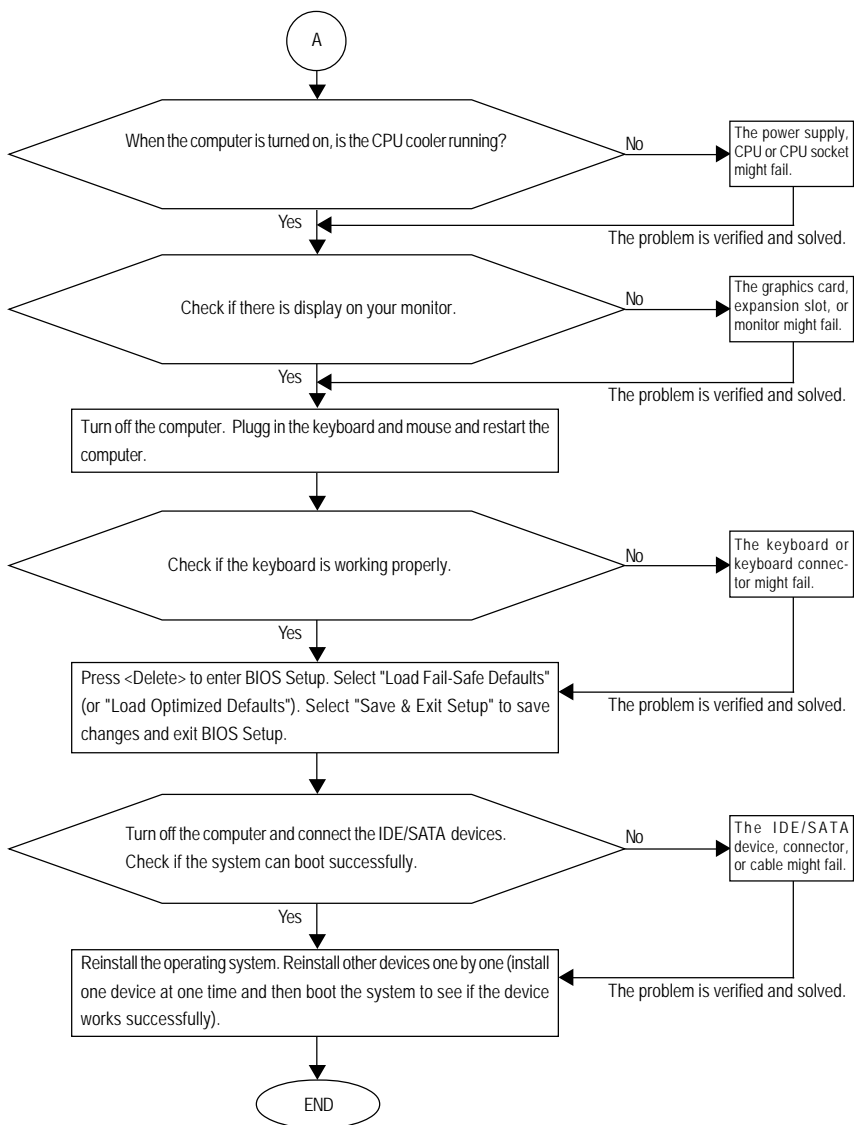 A
When the computer is turned on, is the CPU cooler running?
No
The power supply,
CPU or CPU socket
might fail.
Yes
The problem is verified and solved.
Check if there is display on your monitor.
No
The graphics card,
expansion slot, or
monitor might fail.
Yes
The problem is verified and solved.
Turn off the computer. Plugg in the keyboard and mouse and restart the
computer.
Check if the keyboard is working properly.
No
The keyboard or
keyboard connec-
tor might fail.
Yes
Press <Delete> to enter BIOS Setup. Select "Load Fail-Safe Defaults"
(or "Load Optimized Defaults"). Select "Save & Exit Setup" to save
changes and exit BIOS Setup.
The problem is verified and solved.
Turn off the computer and connect the IDE/SATA devices.
Check if the system can boot successfully.
No
The IDE/SATA
device, connector,
or cable might fail.
Yes
Reinstall the operating system. Reinstall other devices one by one (install
one device at one time and then boot the system to see if the device
works successfully).
The problem is verified and solved.
END